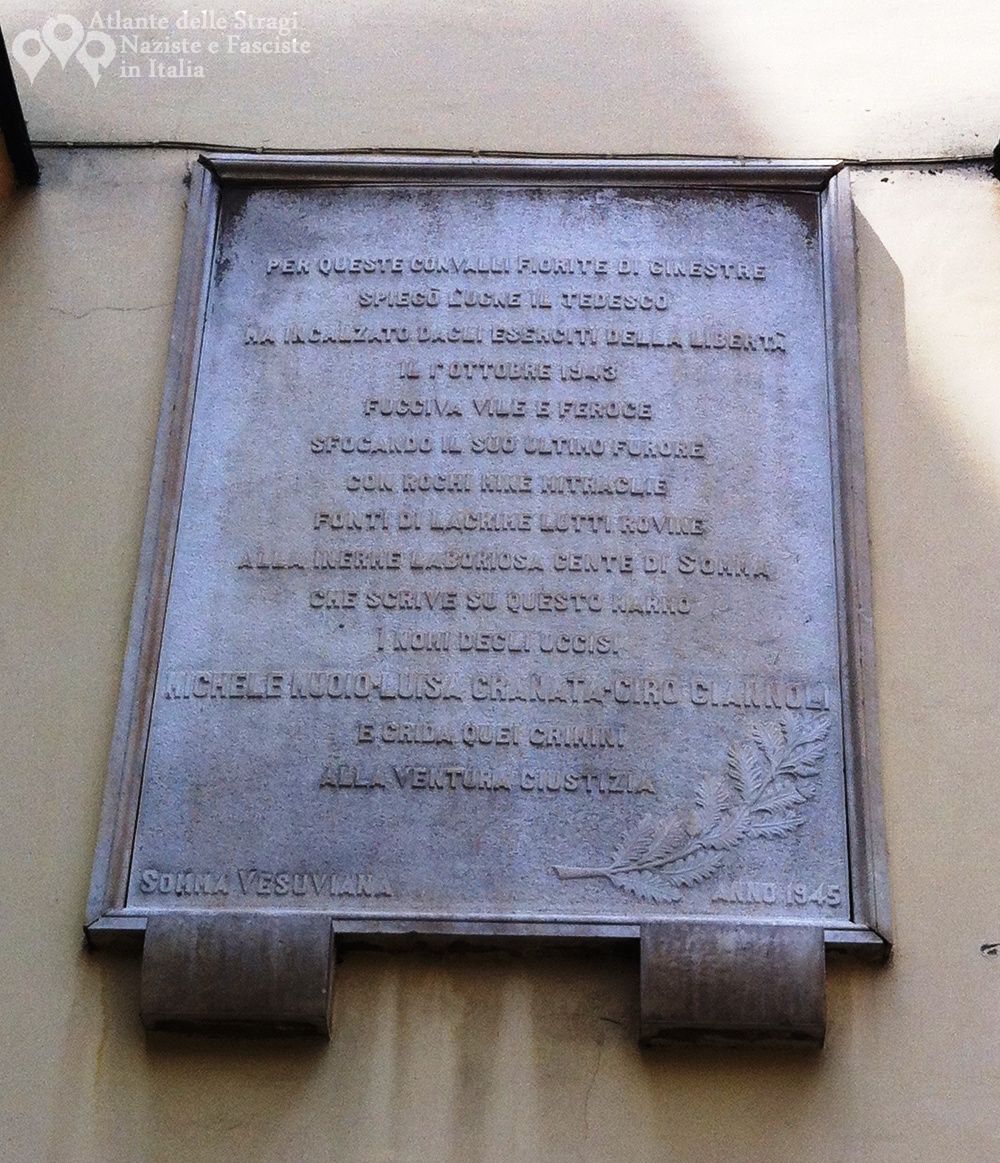 Atlante delle Stragi
Naziste e Fasciste
in Italia
PER QUESTE CONVALLI FIORITE DI GINESTRE
SPIEGÒ L'UGNE IL TEDESCO
MA INCALZATO DAGLI ESERCITI DELLA LIBERTÀ
IL 1° OTTOBRE 1943
FUGGIVA VILE E FEROCE
SFOGANDO IL SUO ULTIMO FURORE
CON ROGHI MINE MITRAGLIE
FONTI DI LAGRIME LUTTI ROVINE
ALLA INERME LABORIOSA GENTE DI SOMMA
CHE SCRIVE SU QUESTO MARMO
I NOMI DEGLI UCCISI
MICHELE MUOIO-LUISA GRANATA-CIRO GIANNOLI
E GRIDA QUEI CRIMINI
ALLA VENTURA GIUSTIZIA
SOMMA VESUVIANA
ANNO 1945